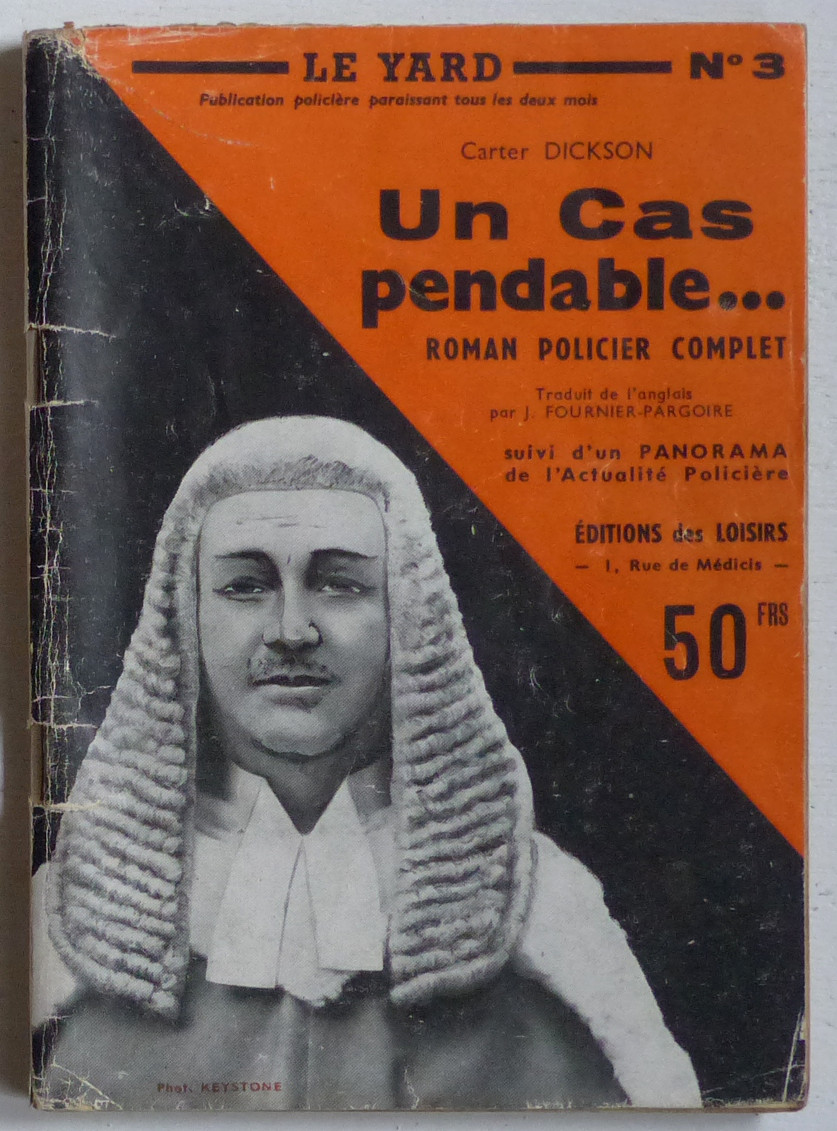 LE YARD N° 3
Publication policière paraissant tous les deux mois
Carter DICKSON
Un Cas
pendable...
ROMAN POLICIER COMPLET
Traduit de l'anglais
par J. FOURNIER-PARGOIRE
suivi d'un PANORAMA
de l'Actualité Policière
ÉDITIONS des LOISIRS
— 1, Rue de Médicis —
50 FRS
Phot. KEYSTONE